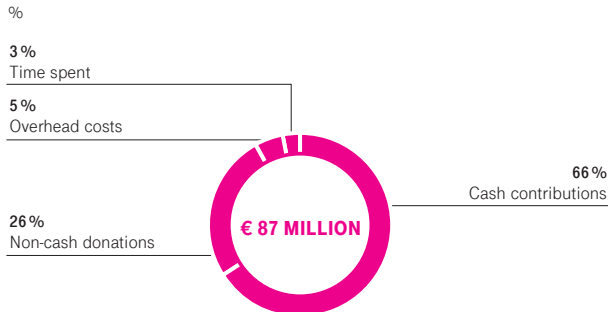 %
3 %
Time spent
5 %
Overhead costs
66 %
Cash contributions
26 %
Non-cash donations
€ 87 MILLION